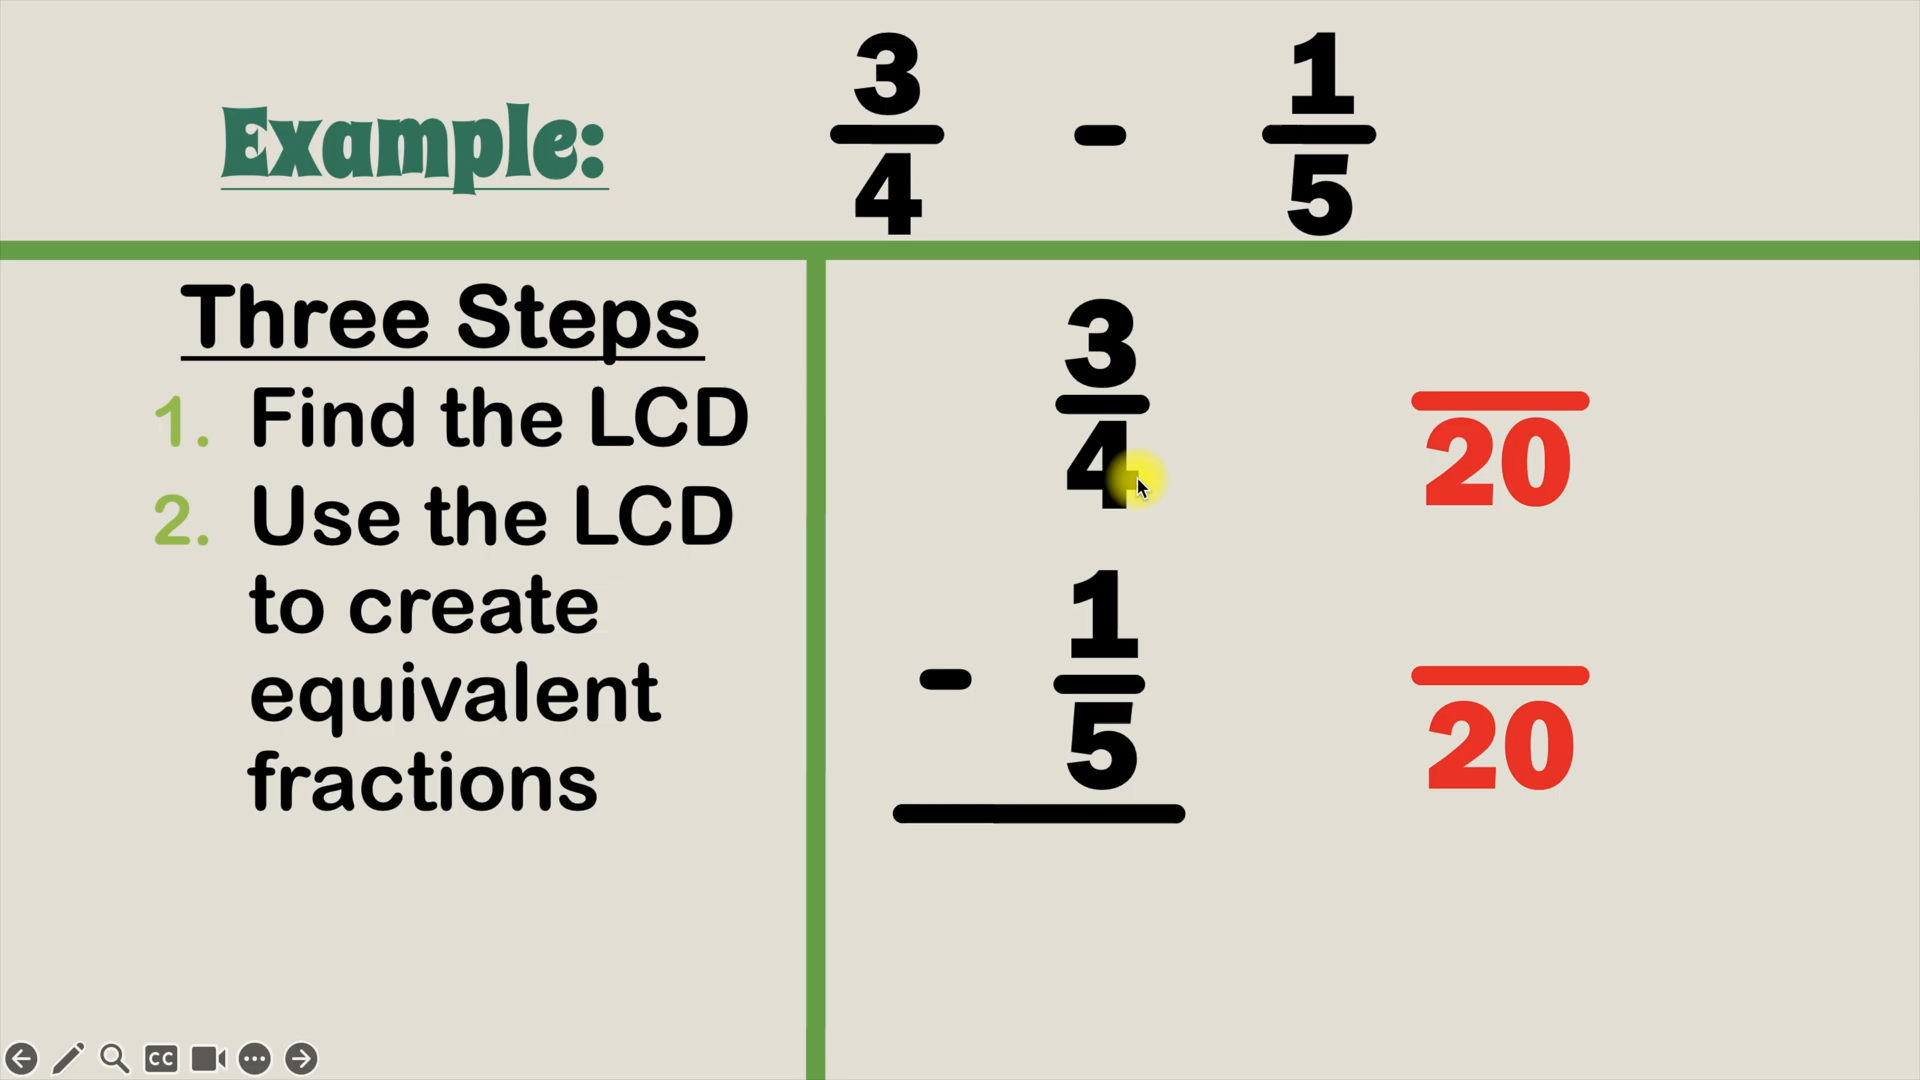 Example:
3
4
-
1
5
Three Steps
1. Find the LCD
2. Use the LCD
to create
equivalent
fractions
3
4
20
-
1
5
20
CC